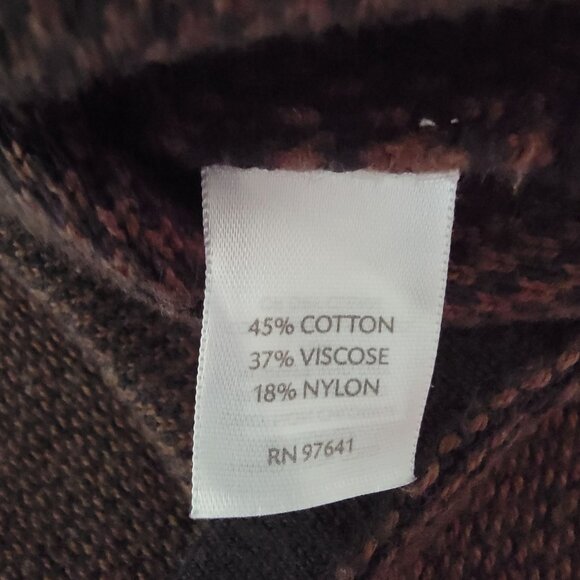 45% COTTON
37% VISCOSE
18% NYLON
RN 97641